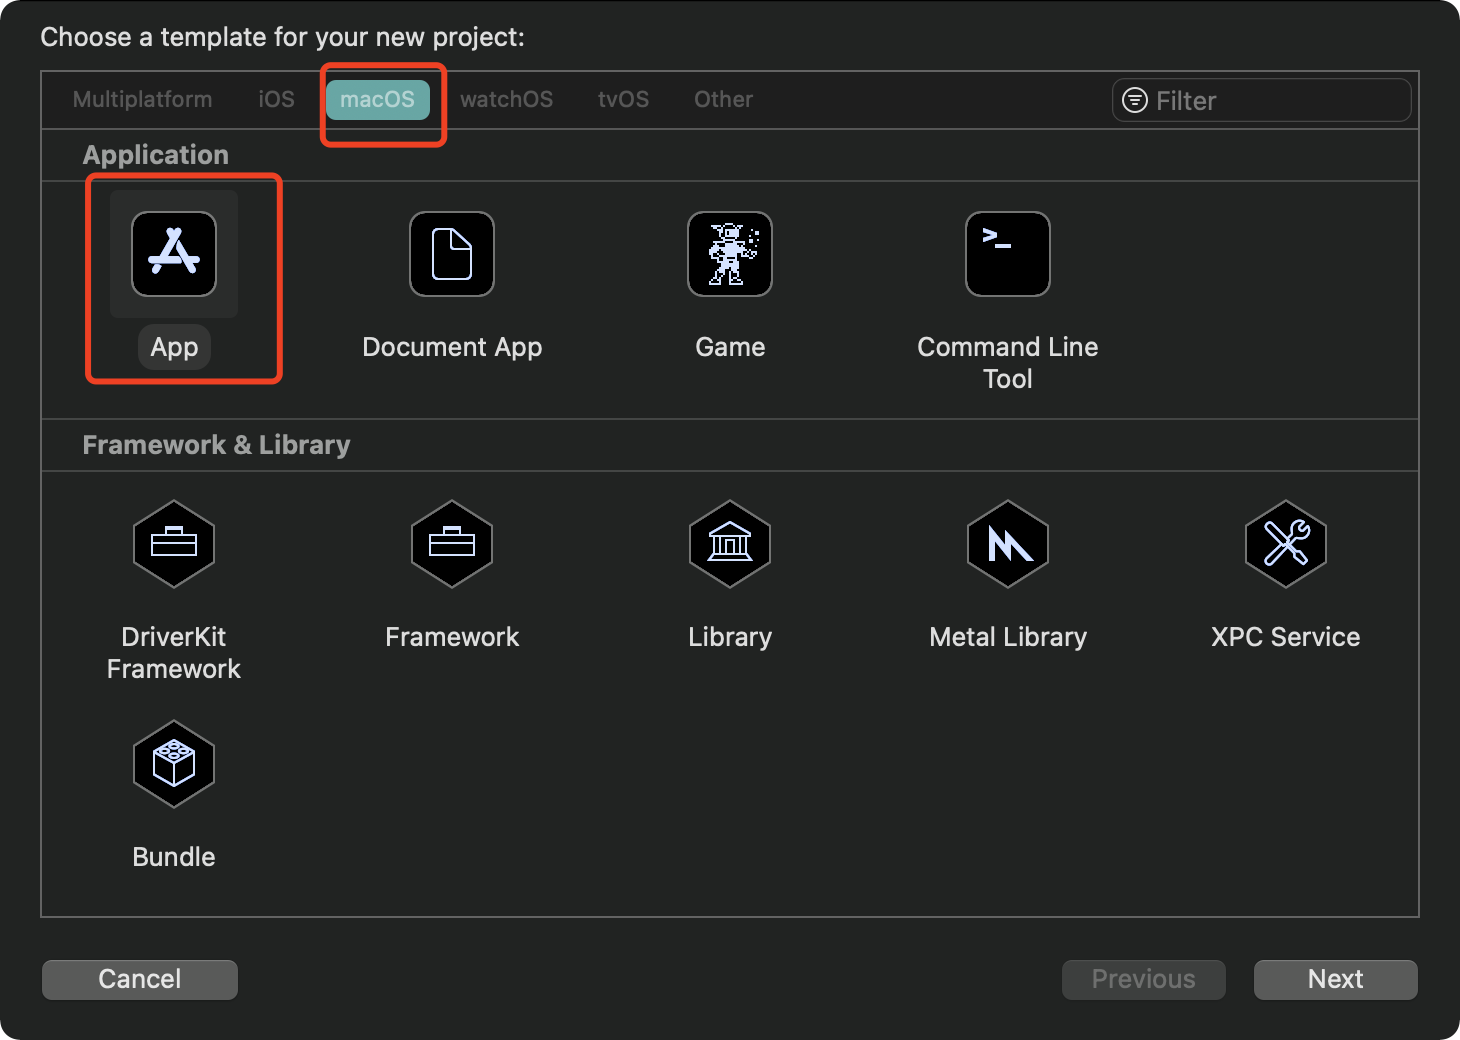 Choose a template for your new project:
Multiplatform iOS macOS watchOS tvOS Other Filter
Application
App Document App Game Command Line
Tool
Framework & Library
DriverKit Framework Library Metal Library XPC Service
Framework
Bundle
Cancel Previous Next